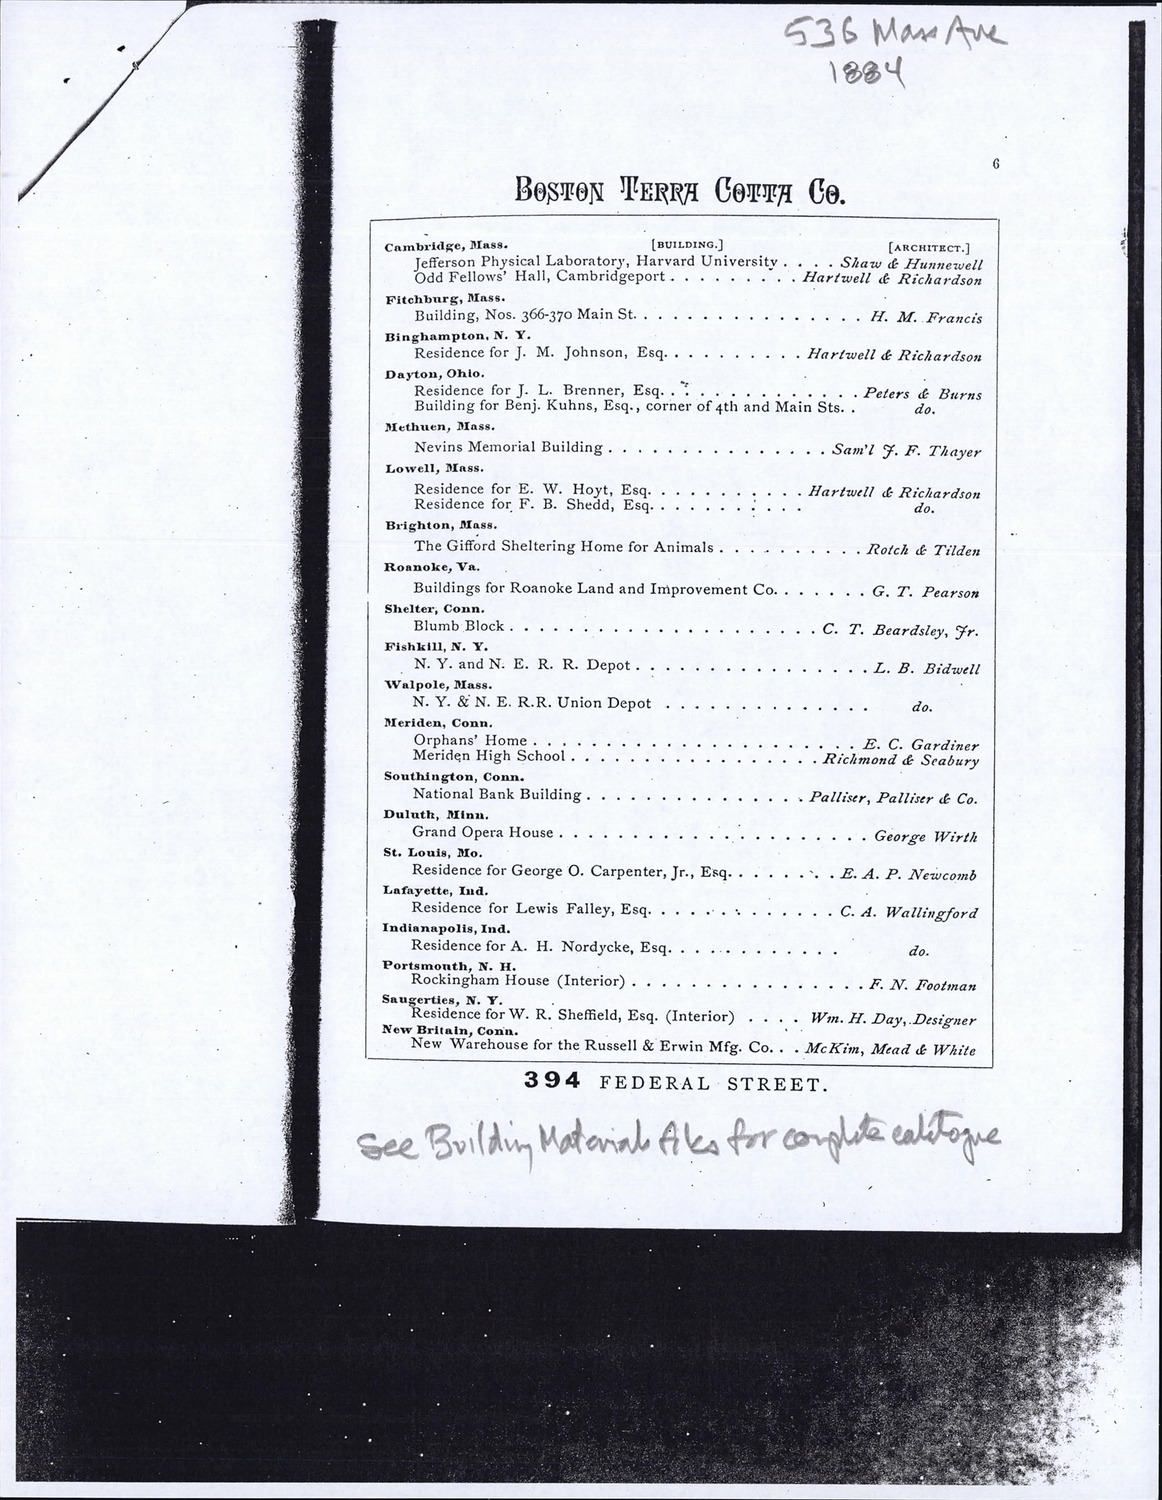 536 Mass Ave
1884
6
BOSTON TERRA COTTA CO.
Cambridge, Mass. [BUILDING.] [ARCHITECT.]
Jefferson Physical Laboratory, Harvard University . . . . Shaw & Hunnewell
Odd Fellows' Hall, Cambridgeport . . . . . . . . . Hartwell & Richardson
Fitchburg, Mass.
Building, Nos. 366-370 Main St. . . . . . . . . . . . . . . . H. M. Francis
Binghampton, N. Y.
Residence for J. M. Johnson, Esq. . . . . . . . . . Hartwell & Richardson
Dayton, Ohio.
Residence for J. L. Brenner, Esq. . . . . . . . . . . . . Peters & Burns
Building for Benj. Kuhns, Esq., corner of 4th and Main Sts. . do.
Methuen, Mass.
Nevins Memorial Building . . . . . . . . . . . . . . . Sam'l J. F. Thayer
Lowell, Mass.
Residence for E. W. Hoyt, Esq. . . . . . . . . . . Hartwell & Richardson
Residence for F. B. Shedd, Esq. . . . . . . . . . . do.
Brighton, Mass.
The Gifford Sheltering Home for Animals . . . . . . . . . . Rotch & Tilden
Roanoke, Va.
Buildings for Roanoke Land and Improvement Co. . . . . . . G. T. Pearson
Shelter, Conn.
Blumb Block . . . . . . . . . . . . . . . . . . . . . C. T. Beardsley, Jr.
Fishkill, N. Y.
N. Y. and N. E. R. R. Depot . . . . . . . . . . . . . . . . L. B. Bidwell
Walpole, Mass.
N. Y. & N. E. R.R. Union Depot . . . . . . . . . . . . . . do.
Meriden, Conn.
Orphans' Home . . . . . . . . . . . . . . . . . . . . . . E. C. Gardiner
Meriden High School . . . . . . . . . . . . . . . . . Richmond & Seabury
Southington, Conn.
National Bank Building . . . . . . . . . . . . . . . Palliser, Palliser & Co.
Duluth, Minn.
Grand Opera House . . . . . . . . . . . . . . . . . . . . . George Wirth
St. Louis, Mo.
Residence for George O. Carpenter, Jr., Esq. . . . . . . . E. A. P. Newcomb
Lafayette, Ind.
Residence for Lewis Falley, Esq. . . . . . . . . . . . . C. A. Wallingford
Indianapolis, Ind.
Residence for A. H. Nordycke, Esq. . . . . . . . . . . . do.
Portsmouth, N. H.
Rockingham House (Interior) . . . . . . . . . . . . . . . . F. N. Footman
Saugerties, N. Y.
Residence for W. R. Sheffield, Esq. (Interior) . . . . Wm. H. Day, Designer
New Britain, Conn.
New Warehouse for the Russell & Erwin Mfg. Co. . . McKim, Mead & White
394 FEDERAL STREET.
See Building Materials files for complete catalogue